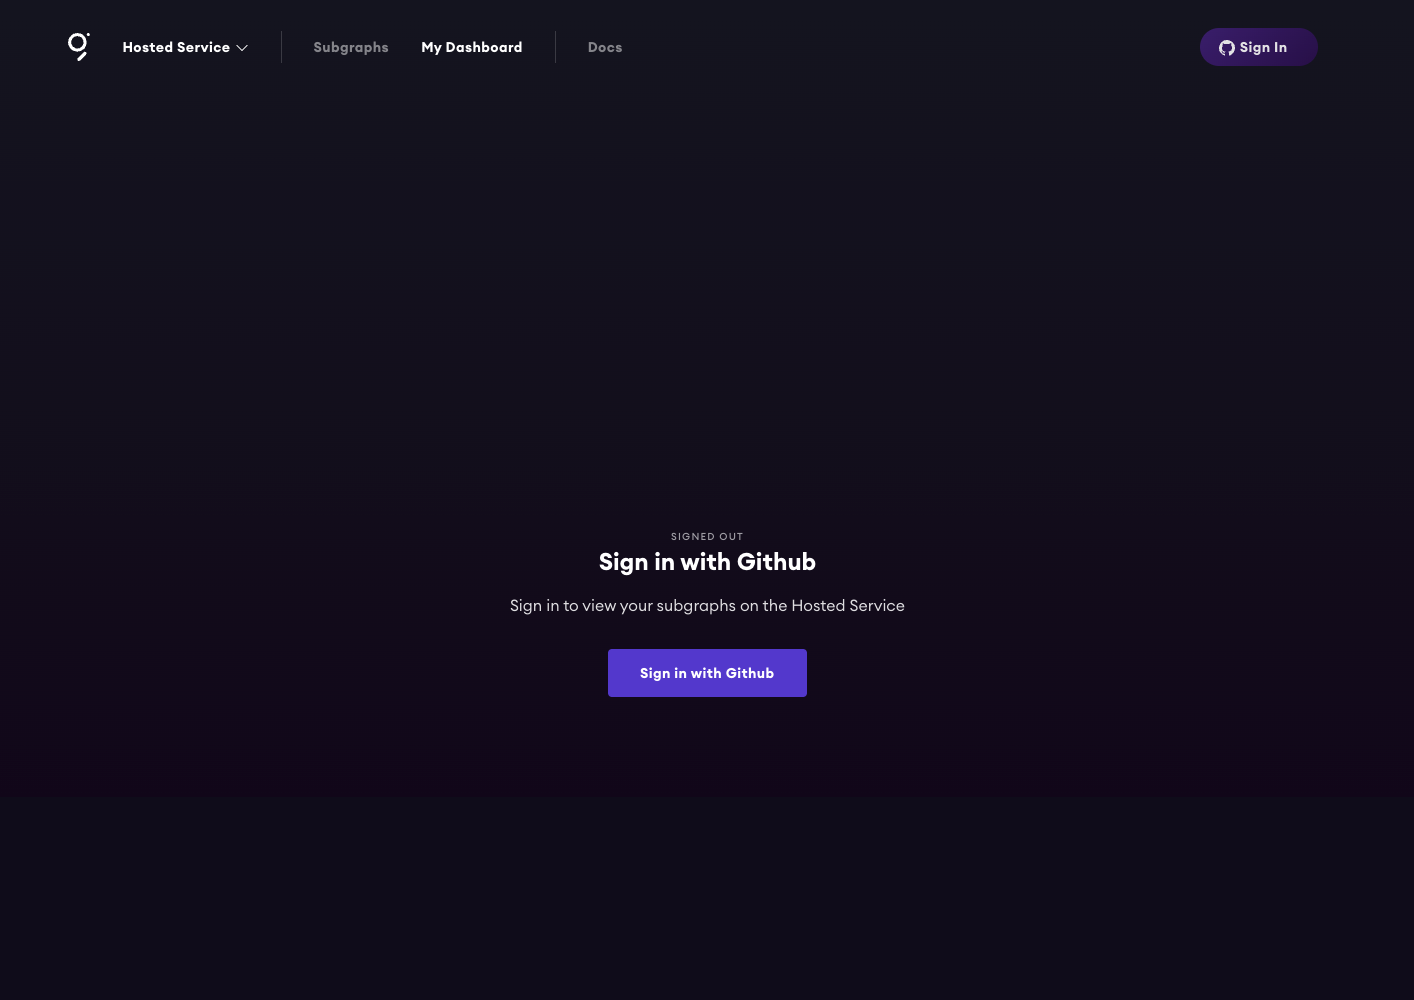 Hosted Service
Subgraphs
My Dashboard
Docs
Sign In
SIGNED OUT
Sign in with Github
Sign in to view your subgraphs on the Hosted Service
Sign in with Github